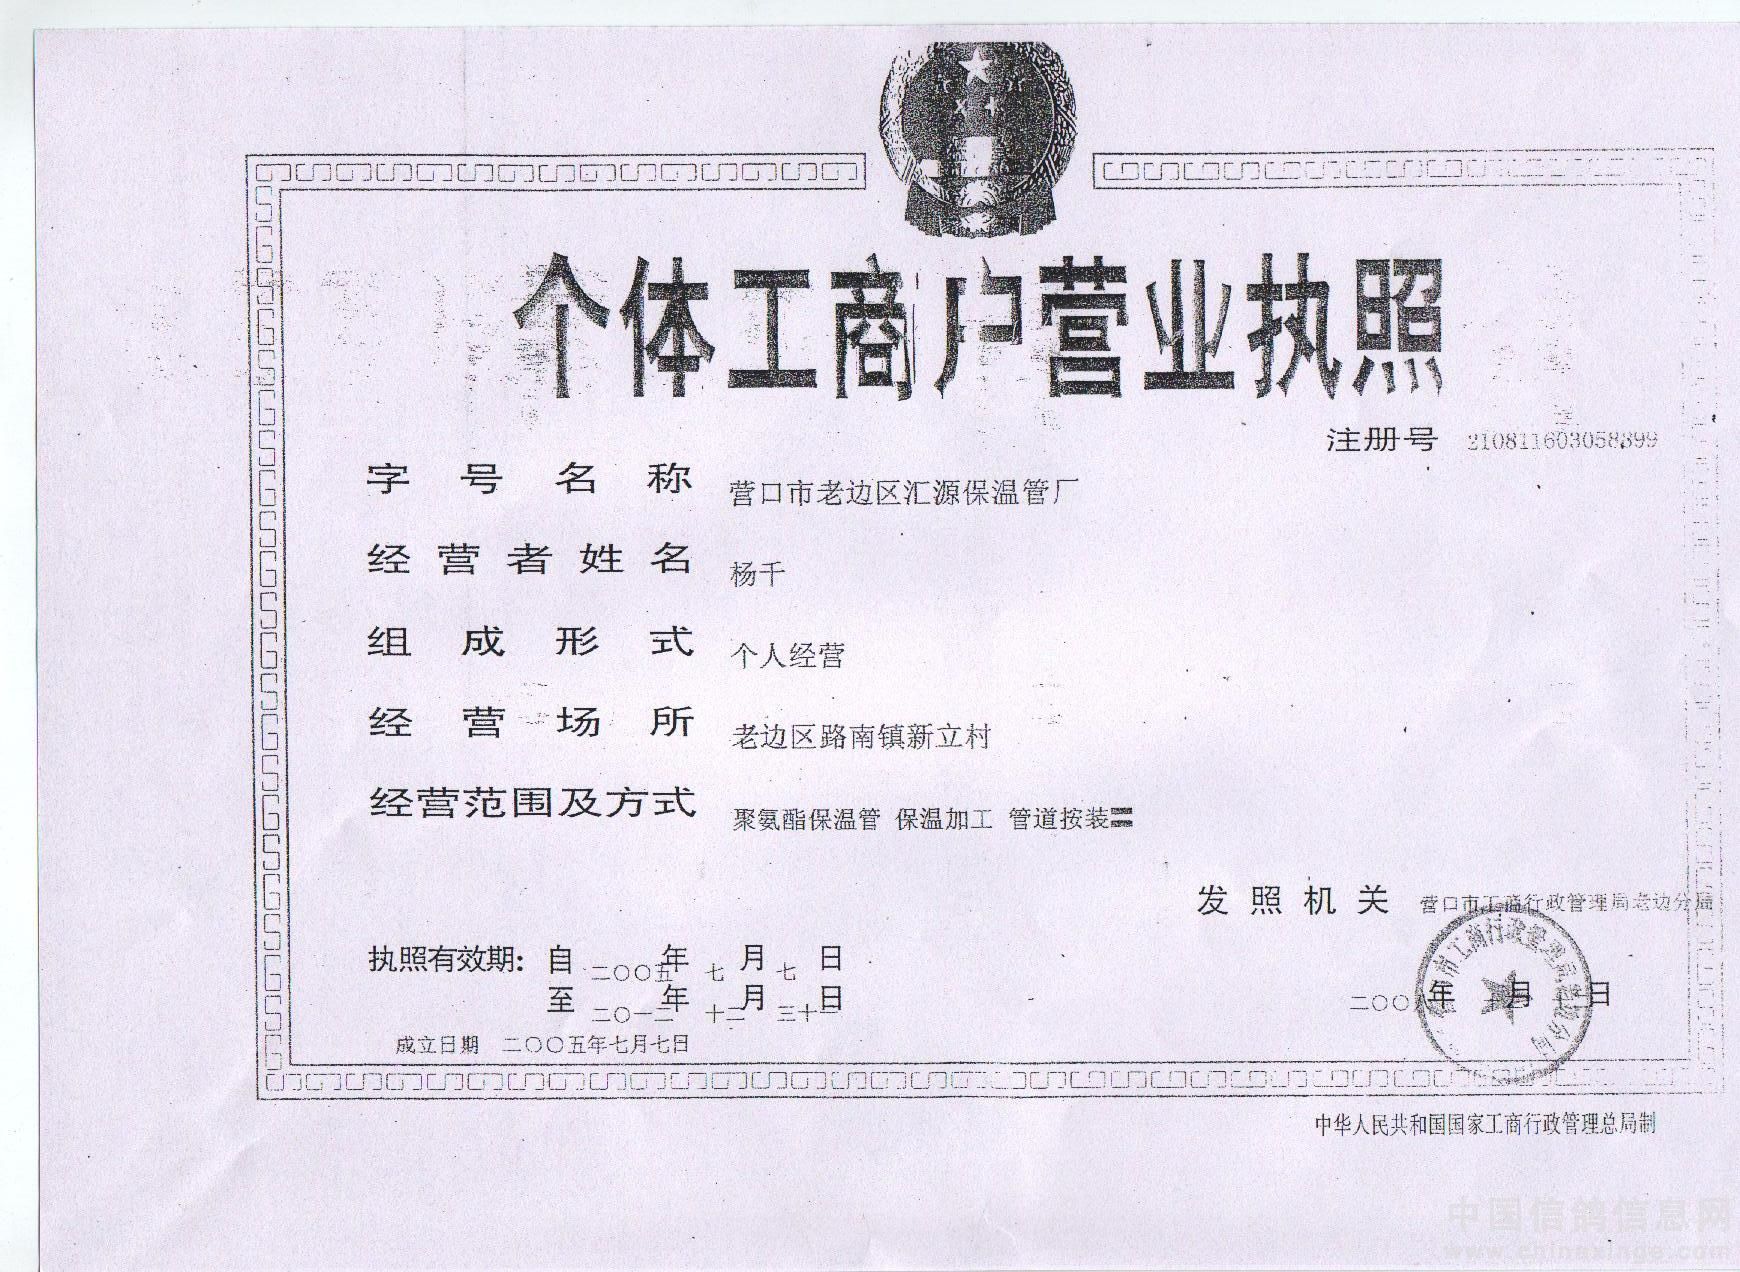 个体工商户营业执照
注册号 210811603058899
字号名称 营口市老边区汇源保温管厂
经营者姓名 杨千
组成形式 个人经营
经营场所 老边区路南镇新立村
经营范围及方式 聚氨酯保温管 保温加工 管道按装
发照机关 营口市工商行政管理局老边分局
执照有效期: 自 二〇〇五年 七月 七日
至 二〇一二年 十二月 三十一日
二〇〇 年 月 日
成立日期 二〇〇五年七月七日
中华人民共和国国家工商行政管理总局制
中国信鸽信息网
www.chinaxinge.com